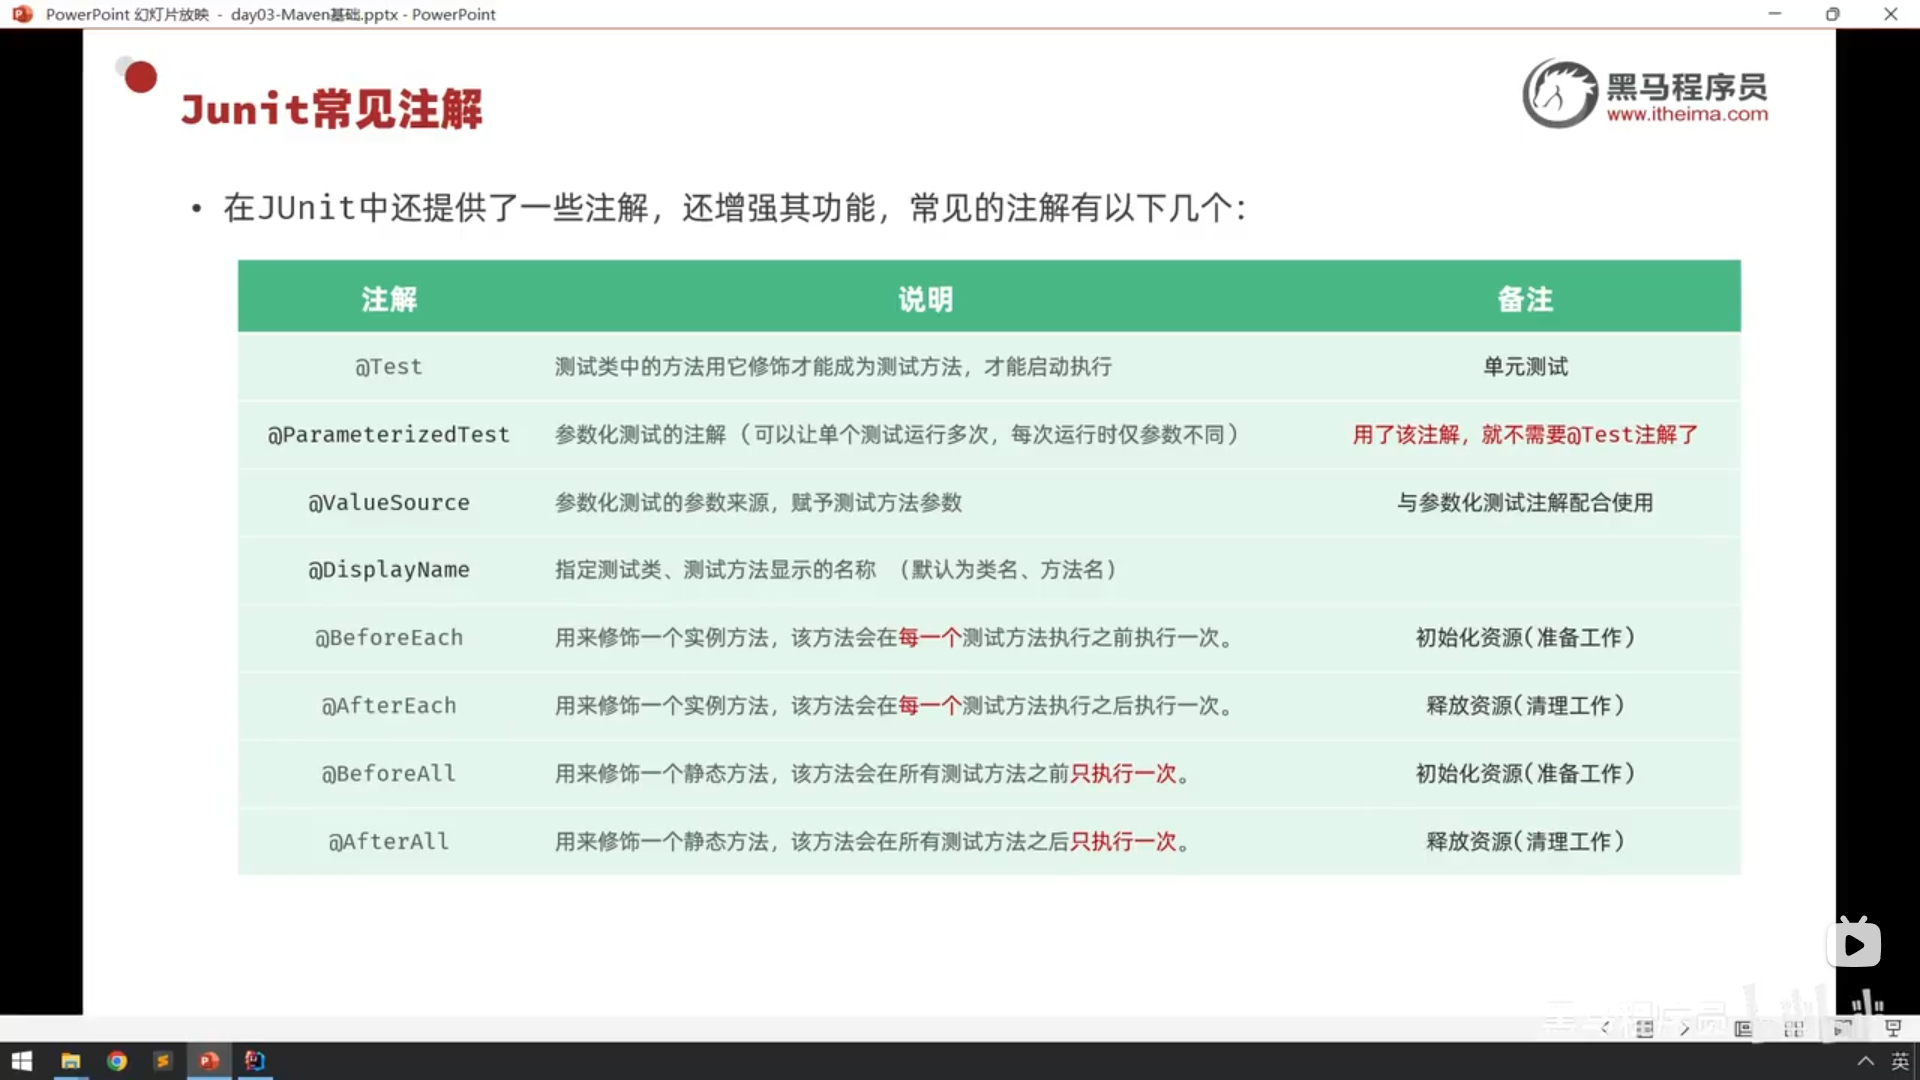 PowerPoint 幻灯片放映 - day03-Maven基础.pptx - PowerPoint
Junit常见注解
黑马程序员
www.itheima.com
• 在JUnit中还提供了一些注解，还增强其功能，常见的注解有以下几个：
注解 说明 备注
@Test 测试类中的方法用它修饰才能成为测试方法，才能启动执行 单元测试
@ParameterizedTest 参数化测试的注解（可以让单个测试运行多次，每次运行时仅参数不同） 用了该注解，就不需要@Test注解了
@ValueSource 参数化测试的参数来源，赋予测试方法参数 与参数化测试注解配合使用
@DisplayName 指定测试类、测试方法显示的名称 （默认为类名、方法名）
@BeforeEach 用来修饰一个实例方法，该方法会在每一个测试方法执行之前执行一次。 初始化资源(准备工作)
@AfterEach 用来修饰一个实例方法，该方法会在每一个测试方法执行之后执行一次。 释放资源(清理工作)
@BeforeAll 用来修饰一个静态方法，该方法会在所有测试方法之前只执行一次。 初始化资源(准备工作)
@AfterAll 用来修饰一个静态方法，该方法会在所有测试方法之后只执行一次。 释放资源(清理工作)
黑马程序员
英